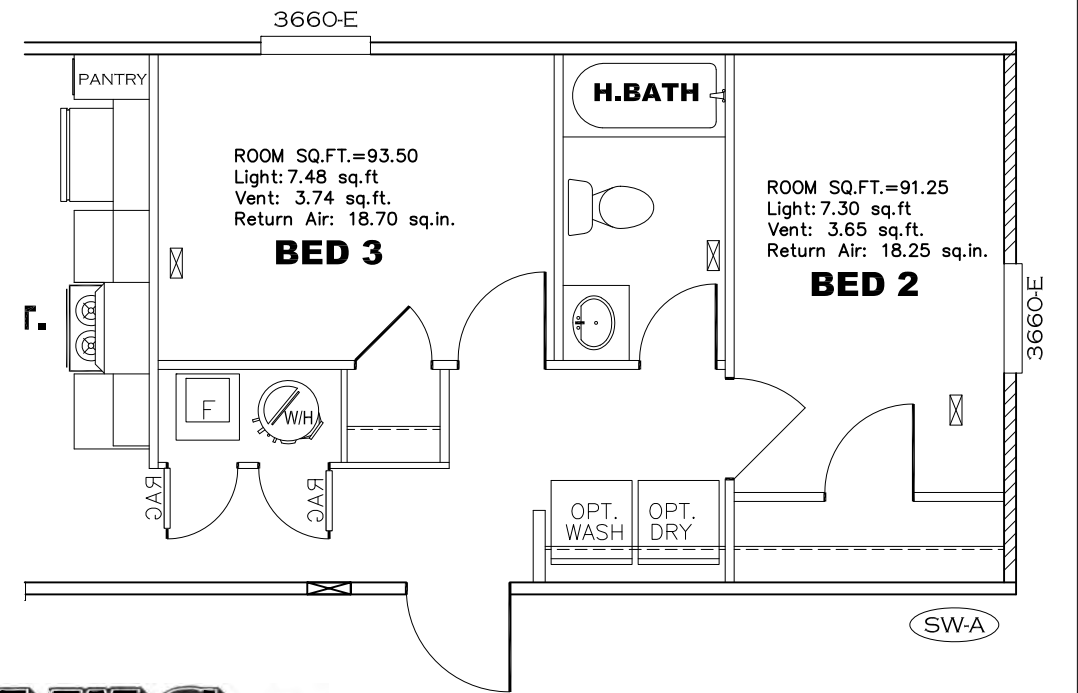 3660-E
PANTRY
H.BATH
ROOM SQ.FT.=93.50
Light: 7.48 sq.ft
Vent: 3.74 sq.ft.
Return Air: 18.70 sq.in.
BED 3
ROOM SQ.FT.=91.25
Light: 7.30 sq.ft
Vent: 3.65 sq.ft.
Return Air: 18.25 sq.in.
BED 2
3660-E
T.
F
W/H
RAG
RAG
OPT.
WASH
OPT.
DRY
SW-A